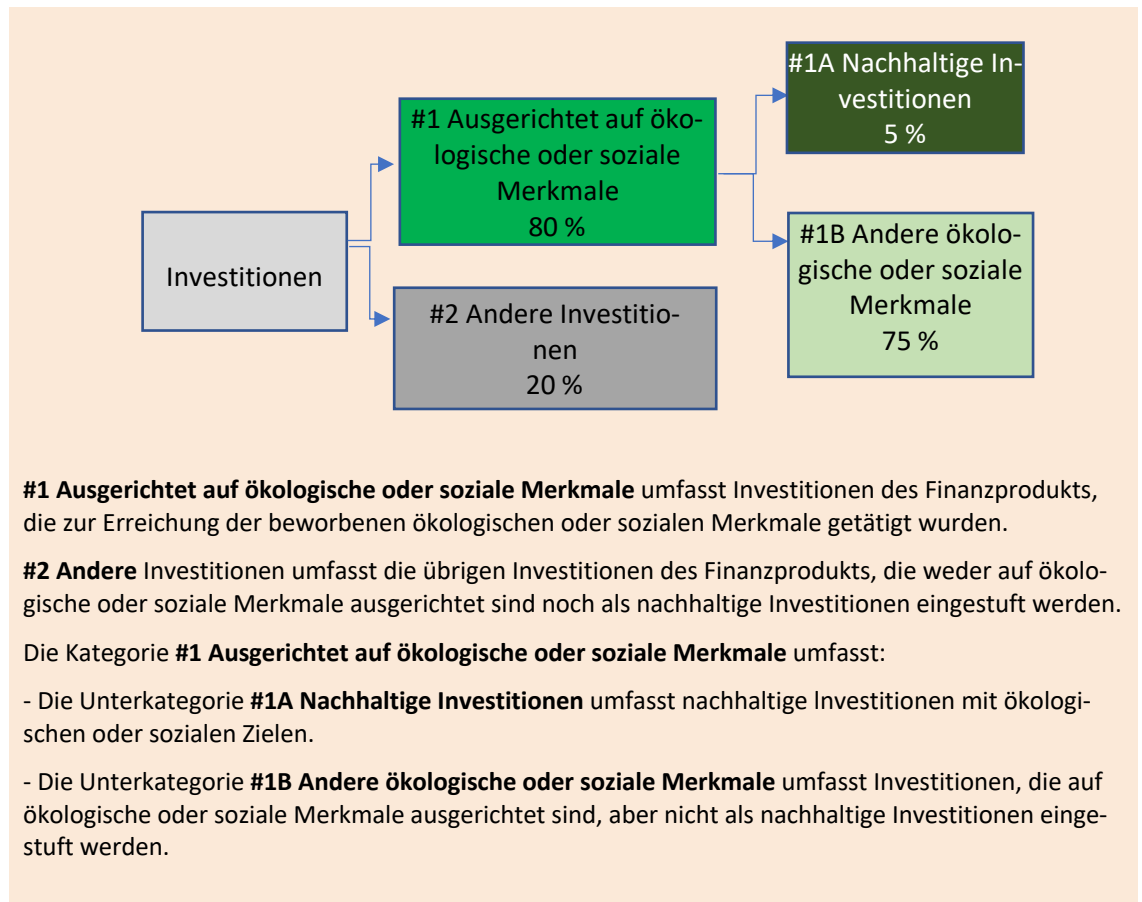 #1A Nachhaltige In-
vestitionen
5 %
#1 Ausgerichtet auf öko-
logische oder soziale
Merkmale
80 %
#1B Andere ökolo-
gische oder soziale
Merkmale
75 %
Investitionen
#2 Andere Investitio-
nen
20 %
#1 Ausgerichtet auf ökologische oder soziale Merkmale umfasst Investitionen des Finanzprodukts,
die zur Erreichung der beworbenen ökologischen oder sozialen Merkmale getätigt wurden.
#2 Andere Investitionen umfasst die übrigen Investitionen des Finanzprodukts, die weder auf ökolo-
gische oder soziale Merkmale ausgerichtet sind noch als nachhaltige Investitionen eingestuft werden.
Die Kategorie #1 Ausgerichtet auf ökologische oder soziale Merkmale umfasst:
- Die Unterkategorie #1A Nachhaltige Investitionen umfasst nachhaltige Investitionen mit ökologi-
schen oder sozialen Zielen.
- Die Unterkategorie #1B Andere ökologische oder soziale Merkmale umfasst Investitionen, die auf
ökologische oder soziale Merkmale ausgerichtet sind, aber nicht als nachhaltige Investitionen einge-
stuft werden.